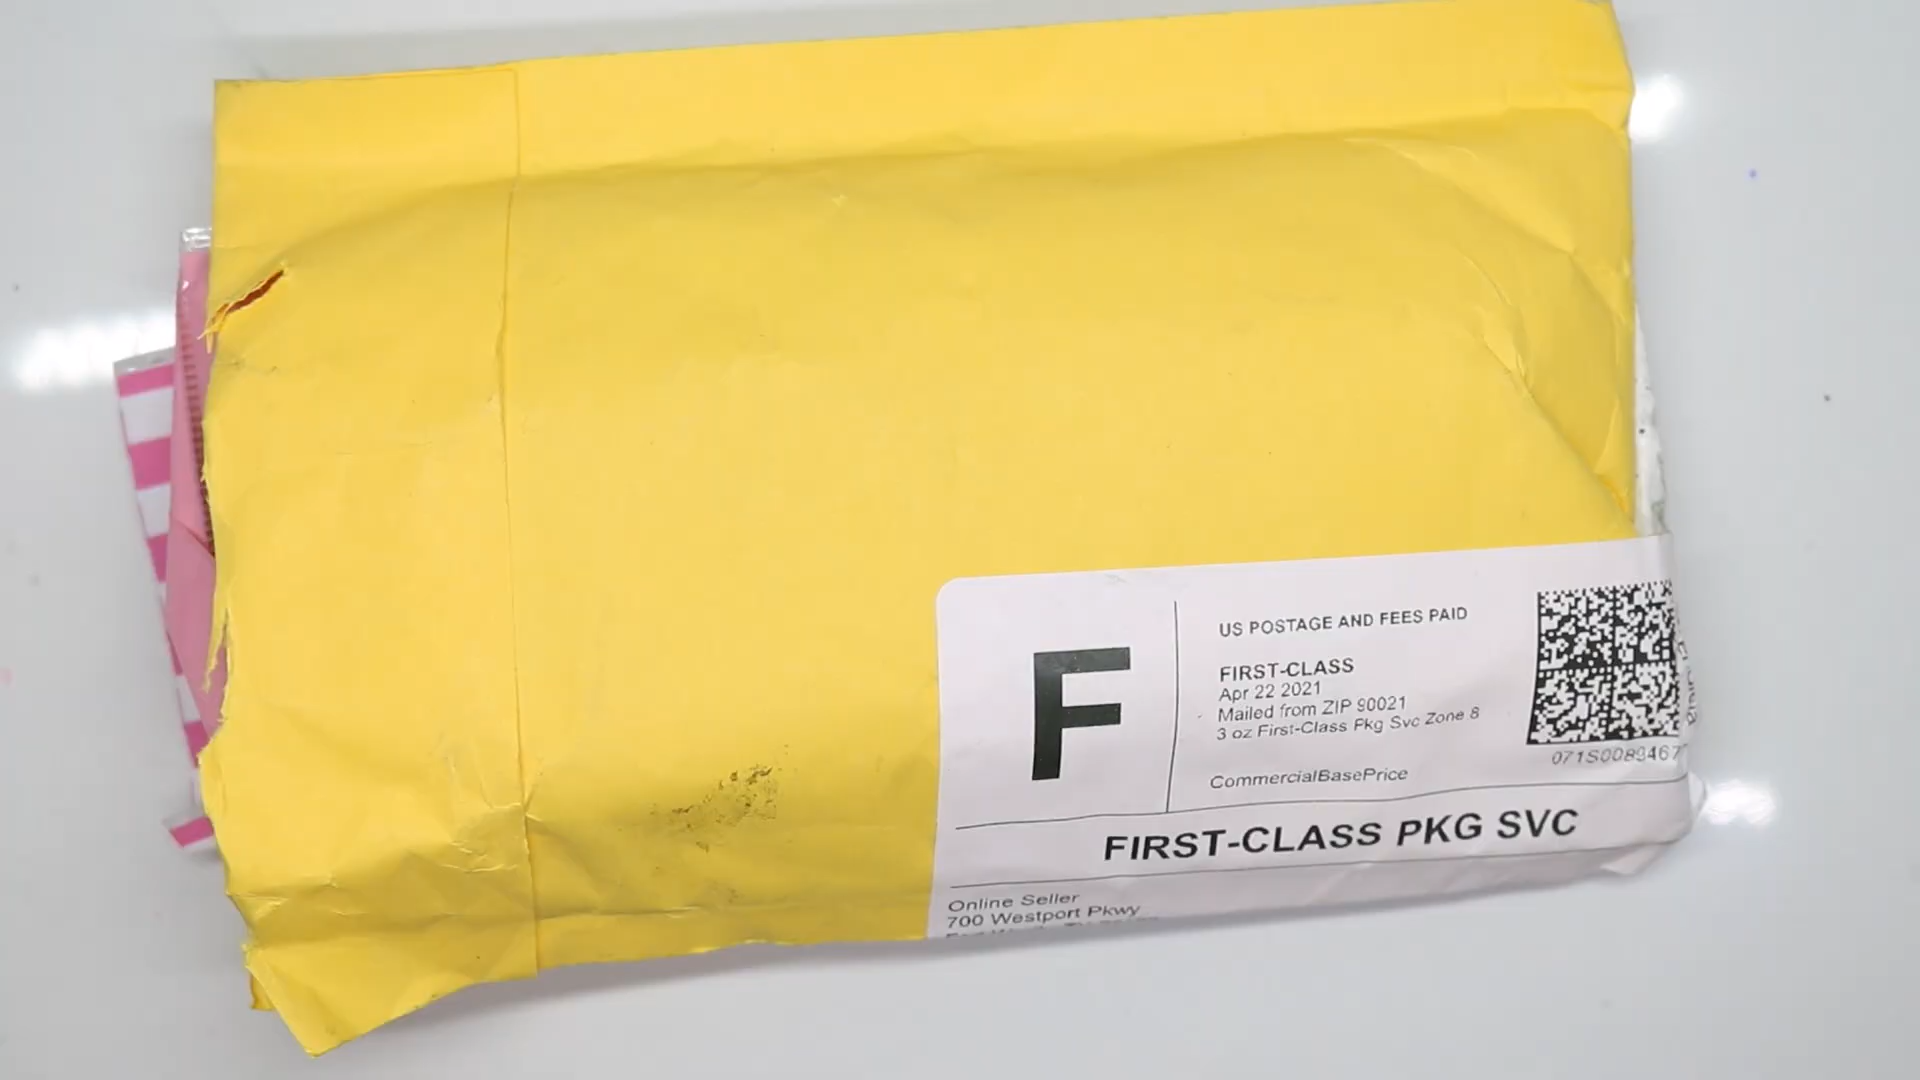 F
US POSTAGE AND FEES PAID
FIRST-CLASS
Apr 22 2021
Mailed from ZIP 90021
3 oz First-Class Pkg Svc Zone 8
CommercialBasePrice
071S0089467
FIRST-CLASS PKG SVC
Online Seller
700 Westport Pkwy